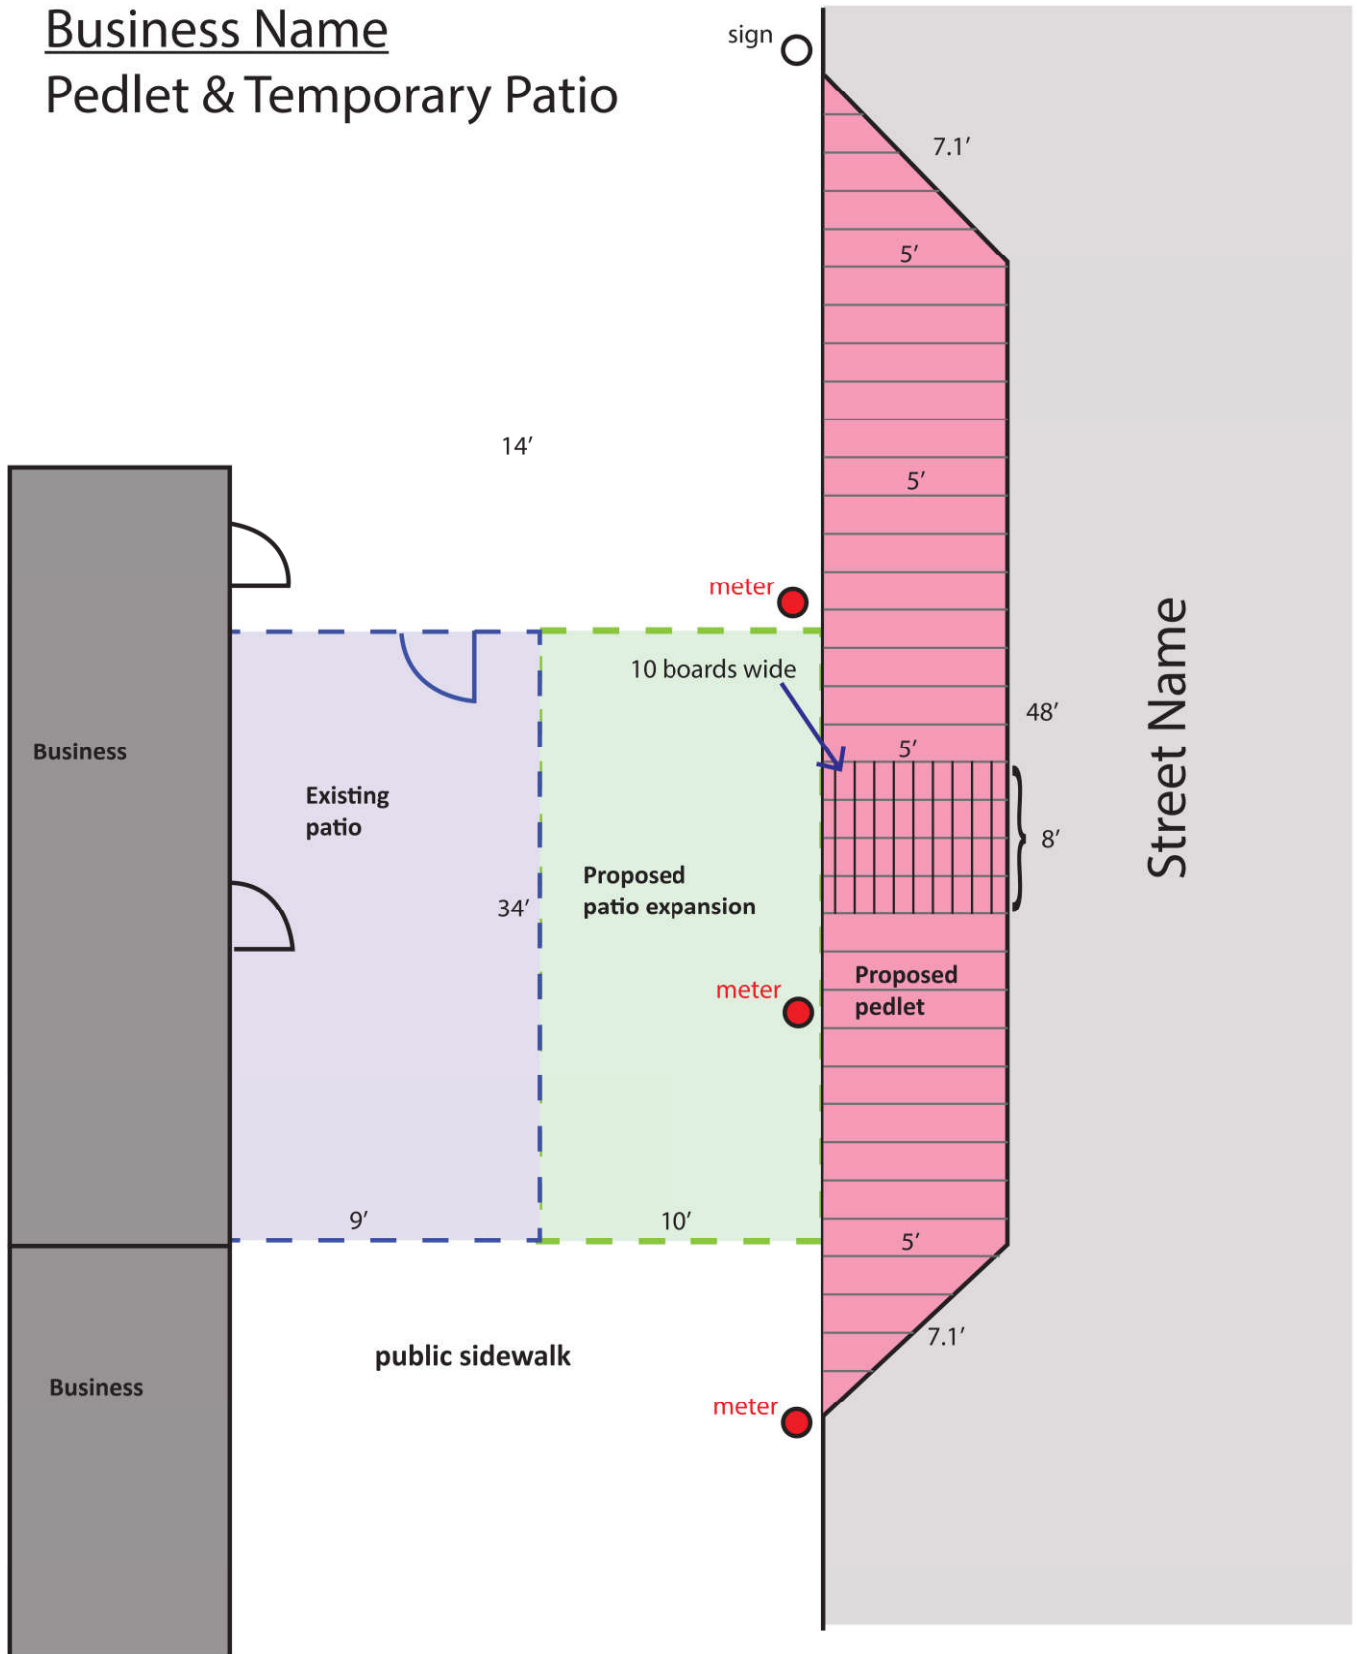 Business Name
Pedlet & Temporary Patio
sign
7.1′
5′
14′
5′
meter
10 boards wide
48′
Street Name
Business
5′
Existing
patio
8′
Proposed
patio expansion
34′
Proposed
pedlet
meter
9′
10′
5′
7.1′
public sidewalk
Business
meter